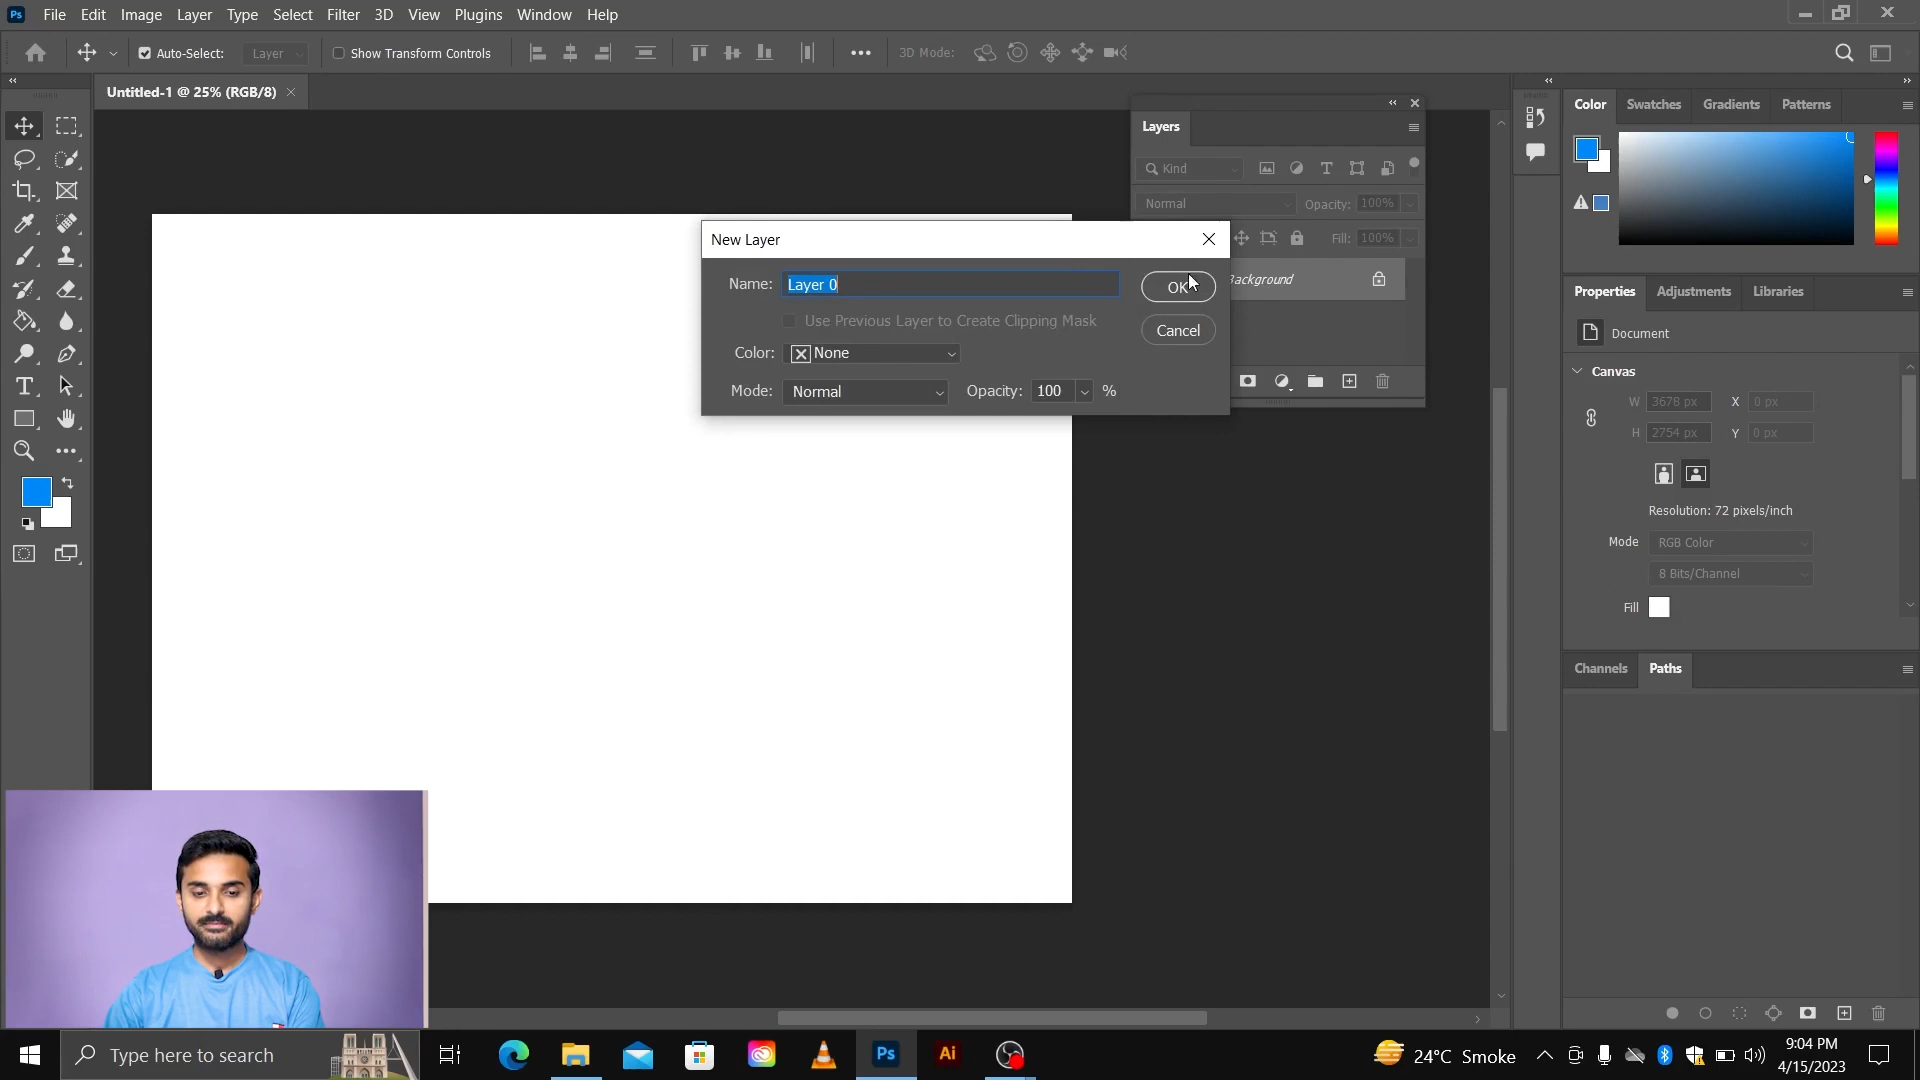 Ps File Edit Image Layer Type Select Filter 3D View Plugins Window Help
Auto-Select: Layer Show Transform Controls 3D Mode:
Untitled-1 @ 25% (RGB/8)
Layers
Kind
Normal Opacity: 100%
Fill: 100%
Background
New Layer
Name: Layer 0 OK
Use Previous Layer to Create Clipping Mask
Cancel
Color: None
Mode: Normal Opacity: 100 %
Color Swatches Gradients Patterns
Properties Adjustments Libraries
Document
Canvas
W 3678 px X 0 px
H 2754 px Y 0 px
Resolution: 72 pixels/inch
Mode RGB Color
8 Bits/Channel
Fill
Channels Paths
Type here to search
Ps Ai
24°C Smoke
9:04 PM
4/15/2023